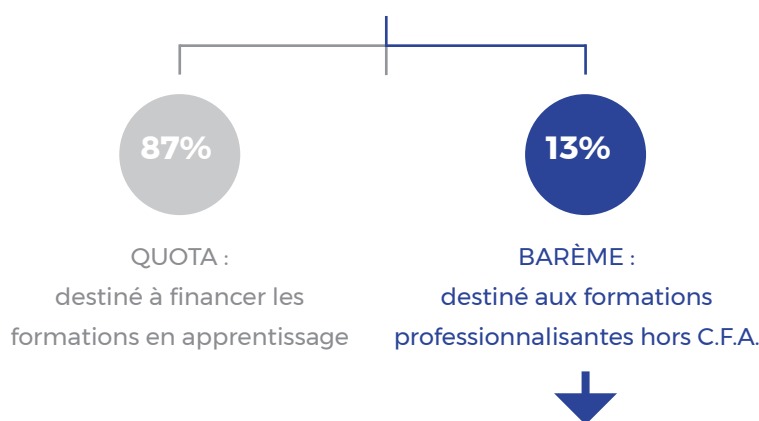 87%
QUOTA :
destiné à financer les
formations en apprentissage
13%
BARÈME :
destiné aux formations
professionnalisantes hors C.F.A.